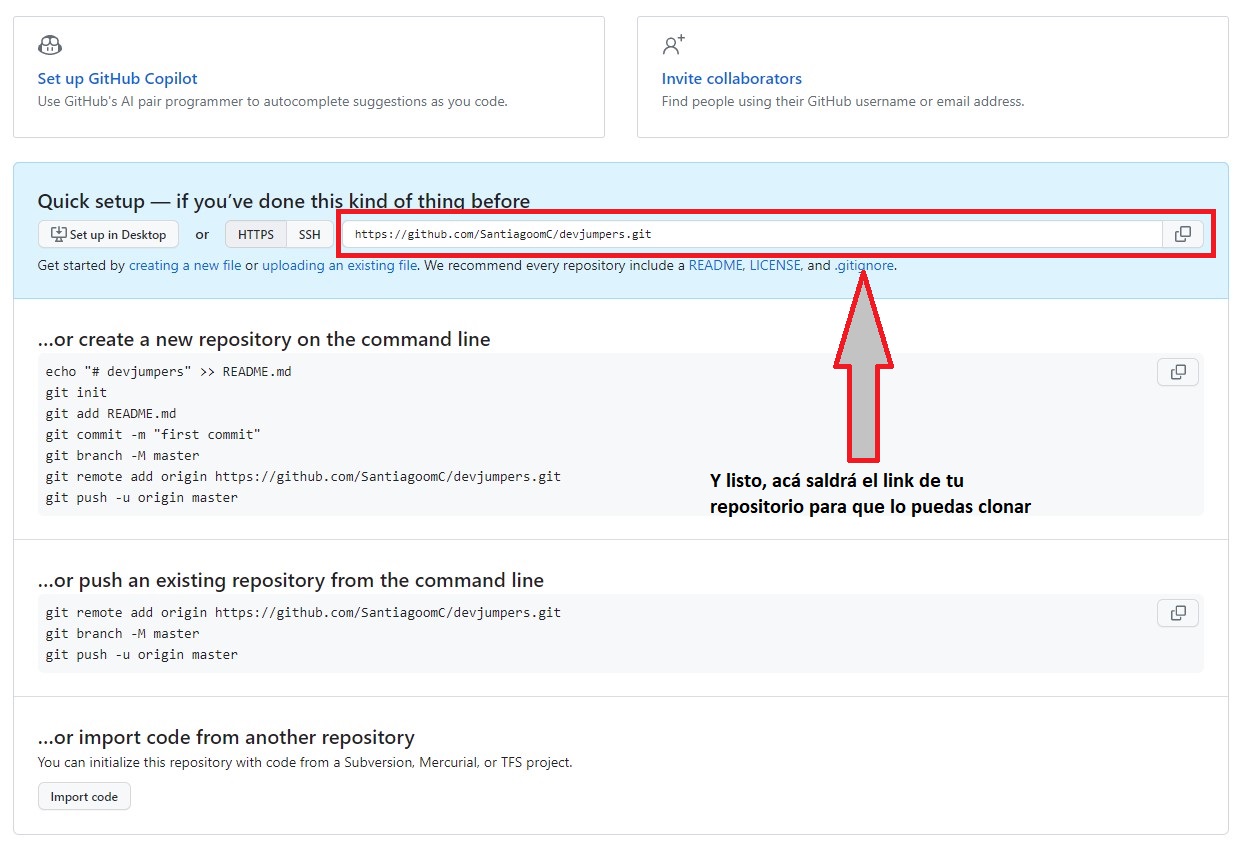 Set up GitHub Copilot
Use GitHub's AI pair programmer to autocomplete suggestions as you code.
Invite collaborators
Find people using their GitHub username or email address.
Quick setup — if you’ve done this kind of thing before
Set up in Desktop or HTTPS SSH https://github.com/SantiagoomC/devjumpers.git
Get started by creating a new file or uploading an existing file. We recommend every repository include a README, LICENSE, and .gitignore.
…or create a new repository on the command line
echo "# devjumpers" >> README.md
git init
git add README.md
git commit -m "first commit"
git branch -M master
git remote add origin https://github.com/SantiagoomC/devjumpers.git
git push -u origin master
Y listo, acá saldrá el link de tu
repositorio para que lo puedas clonar
…or push an existing repository from the command line
git remote add origin https://github.com/SantiagoomC/devjumpers.git
git branch -M master
git push -u origin master
…or import code from another repository
You can initialize this repository with code from a Subversion, Mercurial, or TFS project.
Import code